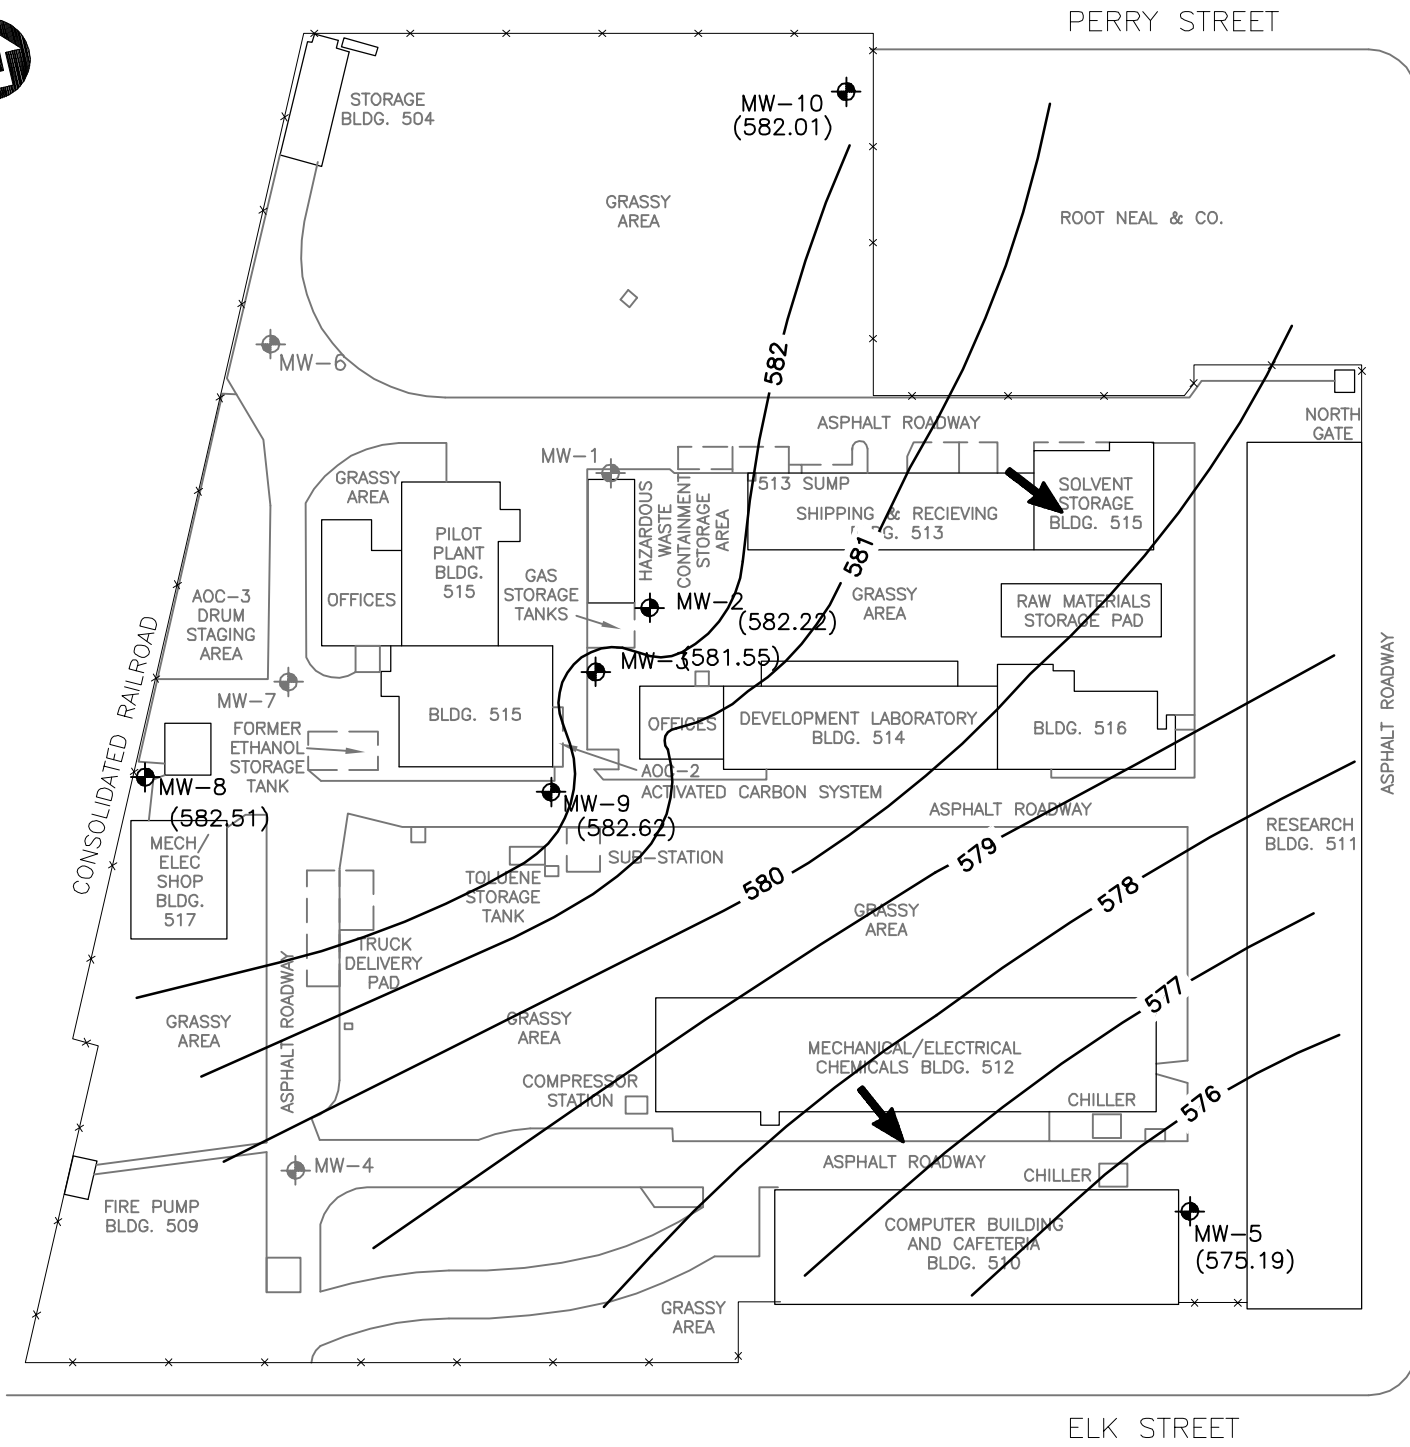 PERRY STREET
STORAGE
BLDG. 504
MW-10
(582.01)
GRASSY
AREA
ROOT NEAL & CO.
MW-6
582
ASPHALT ROADWAY
NORTH
GATE
MW-1
GRASSY
AREA
513 SUMP
SHIPPING & RECIEVING
DG. 513
SOLVENT
STORAGE
BLDG. 515
HAZARDOUS
WASTE
CONTAINMENT
STORAGE
AREA
PILOT
PLANT
BLDG.
515
581
GAS
STORAGE
TANKS
OFFICES
AOC-3
DRUM
STAGING
AREA
MW-2
(582.22)
GRASSY
AREA
RAW MATERIALS
STORAGE PAD
MW-3
(581.55)
CONSOLIDATED RAILROAD
ASPHALT ROADWAY
MW-7
BLDG. 515
OFFICES
DEVELOPMENT LABORATORY
BLDG. 514
BLDG. 516
FORMER
ETHANOL
STORAGE
TANK
AOC-2
ACTIVATED CARBON SYSTEM
MW-8
(582.51)
MW-9
(582.62)
ASPHALT ROADWAY
RESEARCH
BLDG. 511
MECH/
ELEC
SHOP
BLDG.
517
SUB-STATION
TOLUENE
STORAGE
TANK
580
579
578
GRASSY
AREA
TRUCK
DELIVERY
PAD
ASPHALT ROADWAY
577
GRASSY
AREA
GRASSY
AREA
MECHANICAL/ELECTRICAL
CHEMICALS BLDG. 512
COMPRESSOR
STATION
CHILLER
576
MW-4
ASPHALT ROADWAY
CHILLER
FIRE PUMP
BLDG. 509
COMPUTER BUILDING
AND CAFETERIA
BLDG. 510
MW-5
(575.19)
GRASSY
AREA
ELK STREET